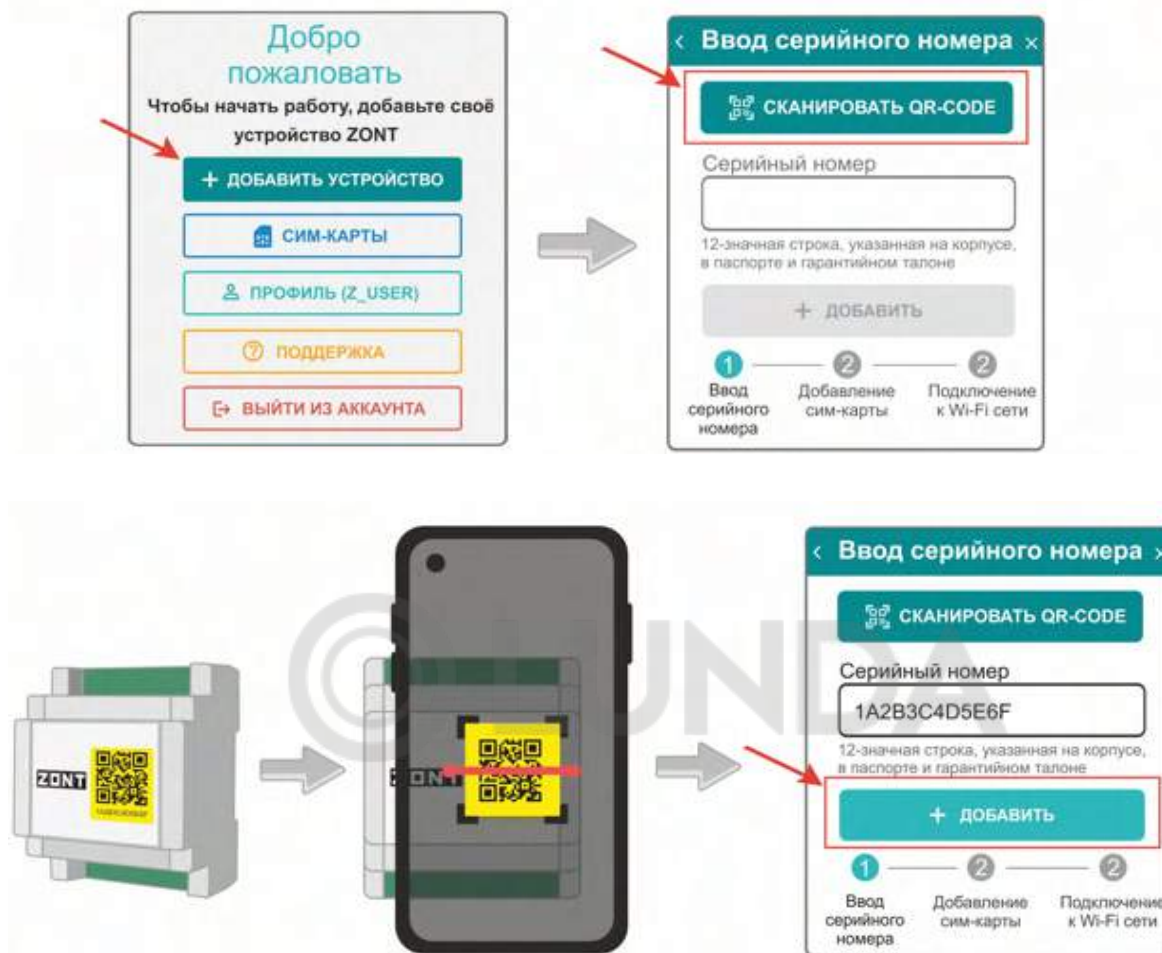 Добро
пожаловать
Чтобы начать работу, добавьте своё
устройство ZONT
+ ДОБАВИТЬ УСТРОЙСТВО
СИМ-КАРТЫ
ПРОФИЛЬ (Z_USER)
ПОДДЕРЖКА
ВЫЙТИ ИЗ АККАУНТА
< Ввод серийного номера ×
СКАНИРОВАТЬ QR-CODE
Серийный номер
12-значная строка, указанная на корпусе,
в паспорте и гарантийном талоне
+ ДОБАВИТЬ
1 2 2
Ввод
серийного
номера
Добавление
сим-карты
Подключение
к Wi-Fi сети
ZONT
ZONT
© LUNDA
< Ввод серийного номера ×
СКАНИРОВАТЬ QR-CODE
Серийный номер
1A2B3C4D5E6F
12-значная строка, указанная на корпусе,
в паспорте и гарантийном талоне
+ ДОБАВИТЬ
1 2 2
Ввод
серийного
номера
Добавление
сим-карты
Подключение
к Wi-Fi сети